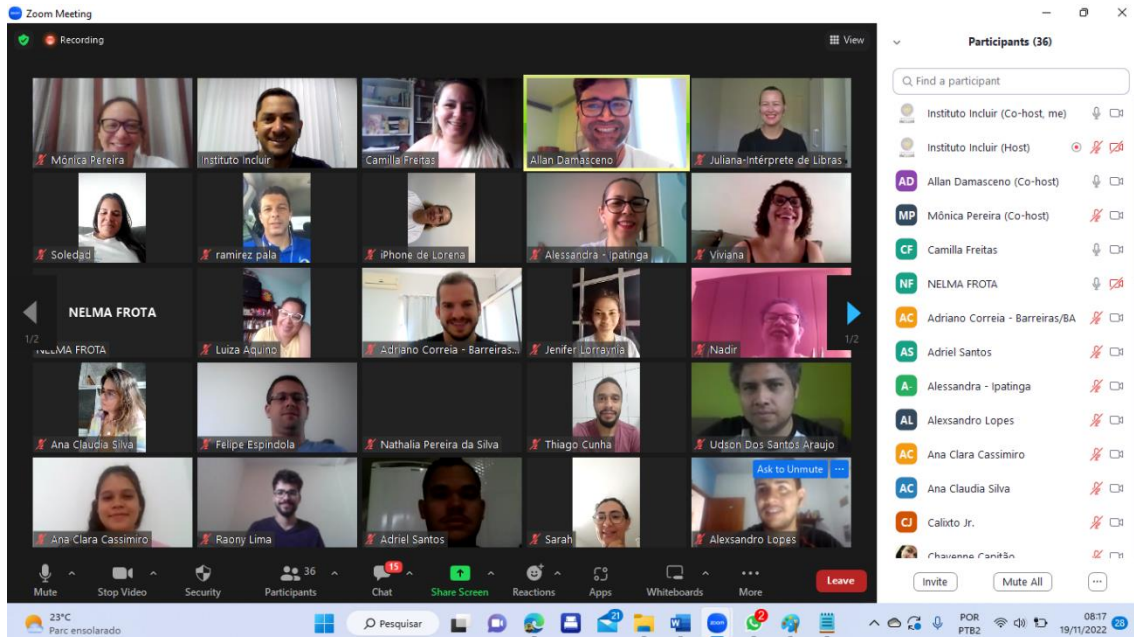 Zoom Meeting
Recording
View
Mônica Pereira
Instituto Incluir
Camilla Freitas
Allan Damasceno
Juliana-Intérprete de Libras
Soledad
ramirez pala
iPhone de Lorena
Alessandra - Ipatinga
Viviana
NELMA FROTA
1/2
NELMA FROTA
Luiza Aquino
Adriano Correia - Barreiras...
Jenifer Lorraynia
Nadir
1/2
Ana Claudia Silva
Felipe Espindola
Nathalia Pereira da Silva
Thiago Cunha
Udson Dos Santos Araujo
Ask to Unmute ...
Ana Clara Cassimiro
Raony Lima
Adriel Santos
Sarah
Alexsandro Lopes
36
15
Mute
Stop Video
Security
Participants
Chat
Share Screen
Reactions
Apps
Whiteboards
More
Leave
Participants (36)
Find a participant
Instituto Incluir (Co-host, me)
Instituto Incluir (Host)
AD Allan Damasceno (Co-host)
MP Mônica Pereira (Co-host)
CF Camilla Freitas
NF NELMA FROTA
AC Adriano Correia - Barreiras/BA
AS Adriel Santos
A- Alessandra - Ipatinga
AL Alexsandro Lopes
AC Ana Clara Cassimiro
AC Ana Claudia Silva
CJ Calixto Jr.
Chayenne Capitão
Invite
Mute All
...
23°C
Parc ensolarado
Pesquisar
21
2
POR
PTB2
08:17
19/11/2022
28